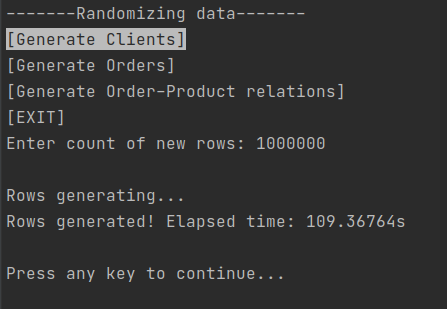 -------Randomizing data-------
[Generate Clients]
[Generate Orders]
[Generate Order-Product relations]
[EXIT]
Enter count of new rows: 1000000
Rows generating...
Rows generated! Elapsed time: 109.36764s
Press any key to continue...